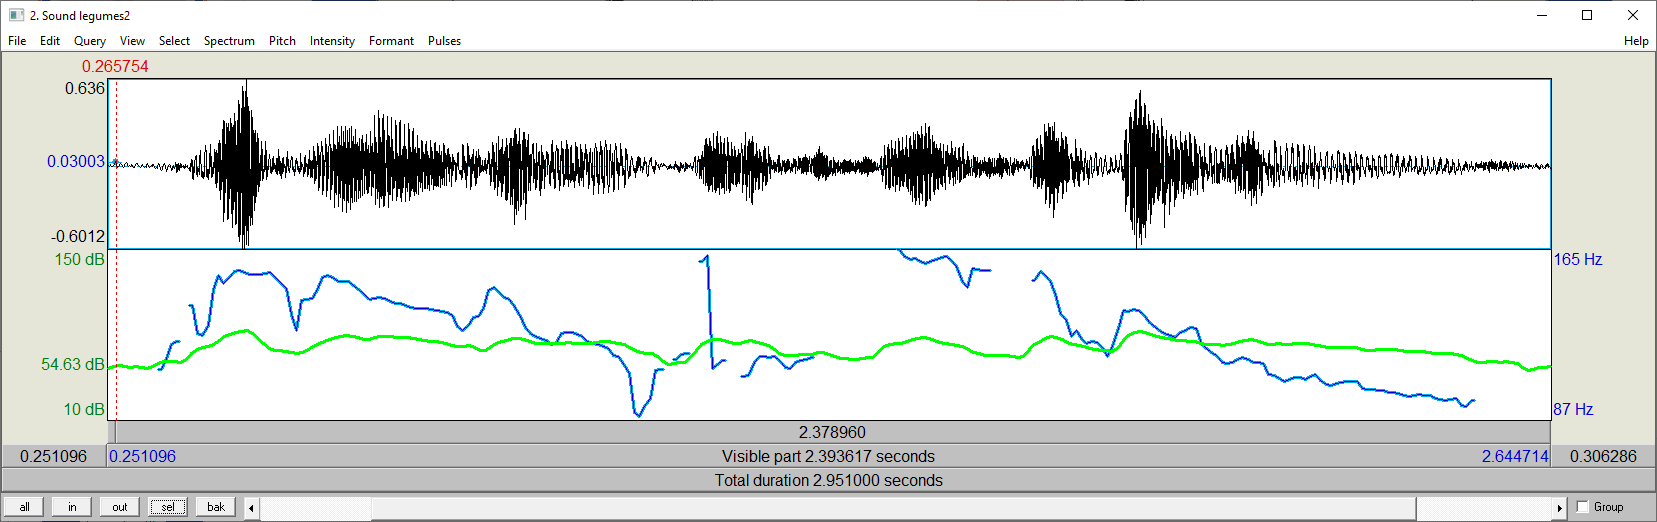 2. Sound legumes2
File Edit Query View Select Spectrum Pitch Intensity Formant Pulses Help
0.265754
0.636
0.03003
-0.6012
150 dB 165 Hz
54.63 dB
10 dB 87 Hz
2.378960
0.251096 0.251096 Visible part 2.393617 seconds 2.644714 0.306286
Total duration 2.951000 seconds
all in out sel bak Group